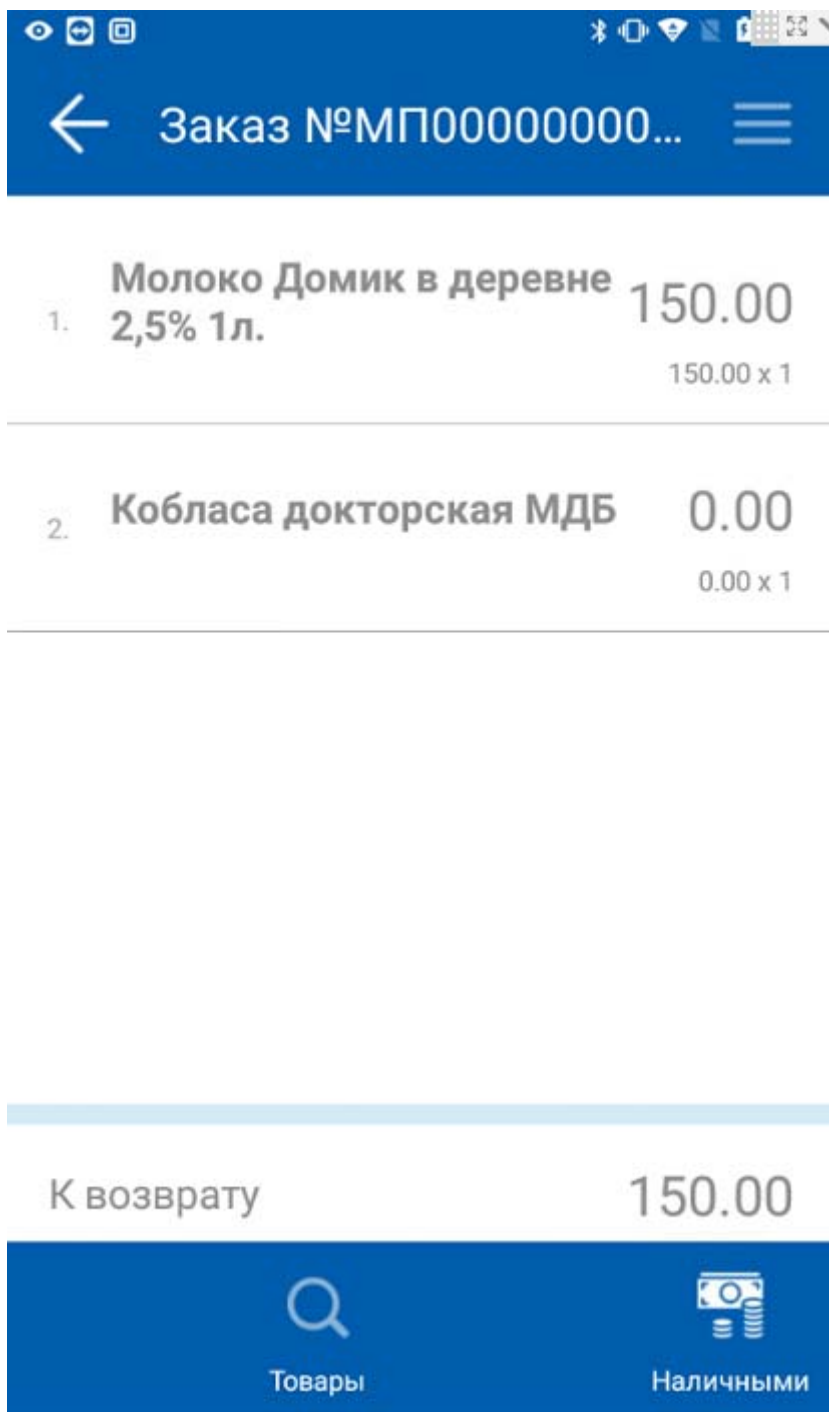 Заказ №МП00000000...
Молоко Домик в деревне
150.00
1.
2,5% 1л.
150.00 x 1
Кобласа докторская МДБ
0.00
2.
0.00 x 1
К возврату
150.00
Товары
Наличными